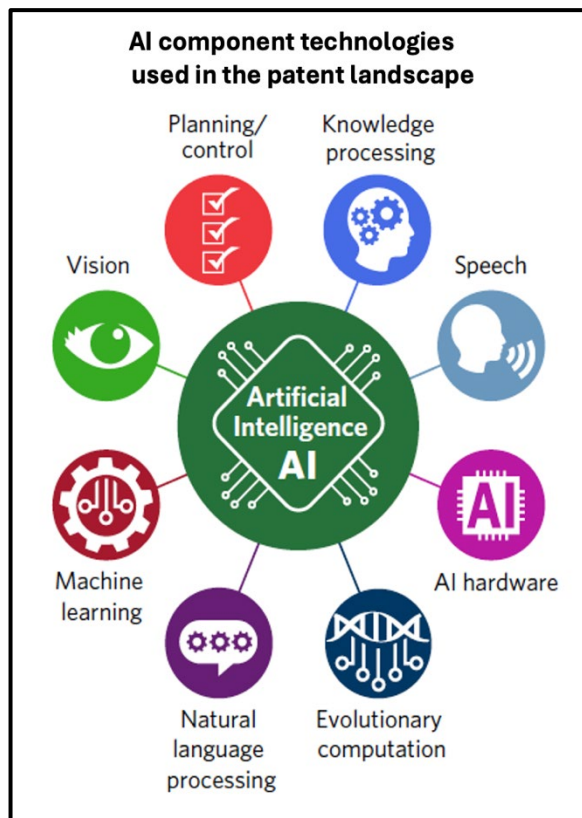 AI component technologies
used in the patent landscape
Planning/
control
Knowledge
processing
Vision
Speech
Artificial
Intelligence
AI
AI
Machine
learning
AI hardware
Natural
language
processing
Evolutionary
computation